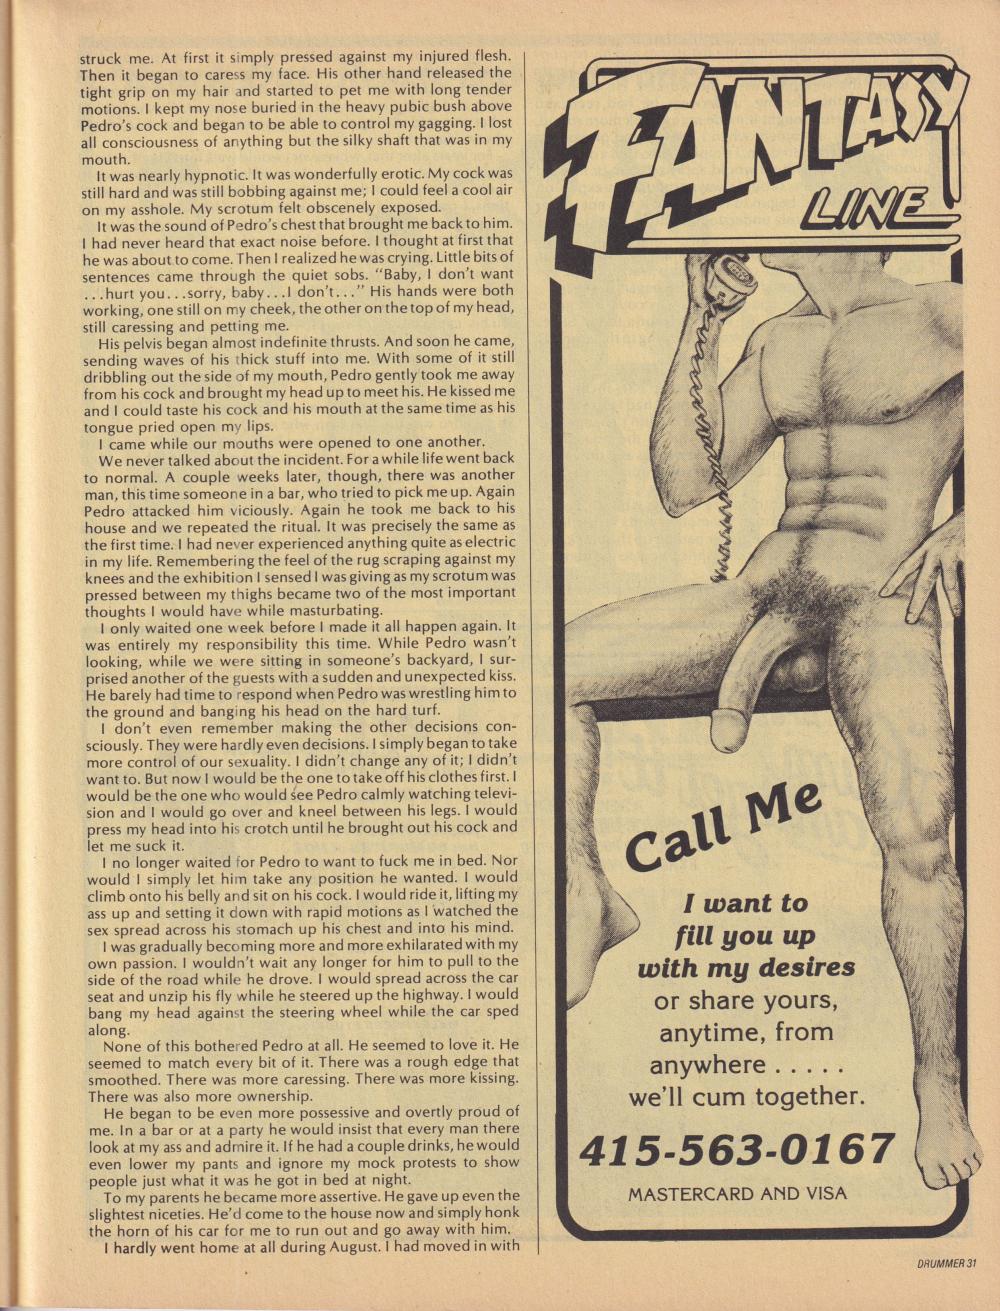 struck me. At first it simply pressed against my injured flesh.
Then it began to caress my face. His other hand released the
tight grip on my hair and started to pet me with long tender
motions. I kept my nose buried in the heavy pubic bush above
Pedro's cock and began to be able to control my gagging. I lost
all consciousness of anything but the silky shaft that was in my
mouth.
It was nearly hypnotic. It was wonderfully erotic. My cock was
still hard and was still bobbing against me; I could feel a cool air
on my asshole. My scrotum felt obscenely exposed.
It was the sound of Pedro's chest that brought me back to him.
I had never heard that exact noise before. I thought at first that
he was about to come. Then I realized he was crying. Little bits of
sentences came through the quiet sobs. "Baby, I don't want
...hurt you...sorry, baby...I don't..." His hands were both
working, one still on my cheek, the other on the top of my head,
still caressing and petting me.
His pelvis began almost indefinite thrusts. And soon he came,
sending waves of his thick stuff into me. With some of it still
dribbling out the side of my mouth, Pedro gently took me away
from his cock and brought my head up to meet his. He kissed me
and I could taste his cock and his mouth at the same time as his
tongue pried open my lips.
I came while our mouths were opened to one another.
We never talked about the incident. For a while life went back
to normal. A couple weeks later, though, there was another
man, this time someone in a bar, who tried to pick me up. Again
Pedro attacked him viciously. Again he took me back to his
house and we repeated the ritual. It was precisely the same as
the first time. I had never experienced anything quite as electric
in my life. Remembering the feel of the rug scraping against my
knees and the exhibition I sensed I was giving as my scrotum was
pressed between my thighs became two of the most important
thoughts I would have while masturbating.
I only waited one week before I made it all happen again. It
was entirely my responsibility this time. While Pedro wasn't
looking, while we were sitting in someone's backyard, I sur-
prised another of the guests with a sudden and unexpected kiss.
He barely had time to respond when Pedro was wrestling him to
the ground and banging his head on the hard turf.
I don't even remember making the other decisions con-
sciously. They were hardly even decisions. I simply began to take
more control of our sexuality. I didn't change any of it; I didn't
want to. But now I would be the one to take off his clothes first. I
would be the one who would see Pedro calmly watching televi-
sion and I would go over and kneel between his legs. I would
press my head into his crotch until he brought out his cock and
let me suck it.
I no longer waited for Pedro to want to fuck me in bed. Nor
would I simply let him take any position he wanted. I would
climb onto his belly and sit on his cock. I would ride it, lifting my
ass up and setting it down with rapid motions as I watched the
sex spread across his stomach up his chest and into his mind.
I was gradually becoming more and more exhilarated with my
own passion. I wouldn't wait any longer for him to pull to the
side of the road while he drove. I would spread across the car
seat and unzip his fly while he steered up the highway. I would
bang my head against the steering wheel while the car sped
along.
None of this bothered Pedro at all. He seemed to love it. He
seemed to match every bit of it. There was a rough edge that
smoothed. There was more caressing. There was more kissing.
There was also more ownership.
He began to be even more possessive and overtly proud of
me. In a bar or at a party he would insist that every man there
look at my ass and admire it. If he had a couple drinks, he would
even lower my pants and ignore my mock protests to show
people just what it was he got in bed at night.
To my parents he became more assertive. He gave up even the
slightest niceties. He'd come to the house now and simply honk
the horn of his car for me to run out and go away with him.
I hardly went home at all during August. I had moved in with
FANTASY
LINE
Call Me
I want to
fill you up
with my desires
or share yours,
anytime, from
anywhere . . . . .
we'll cum together.
415-563-0167
MASTERCARD AND VISA
DRUMMER 31